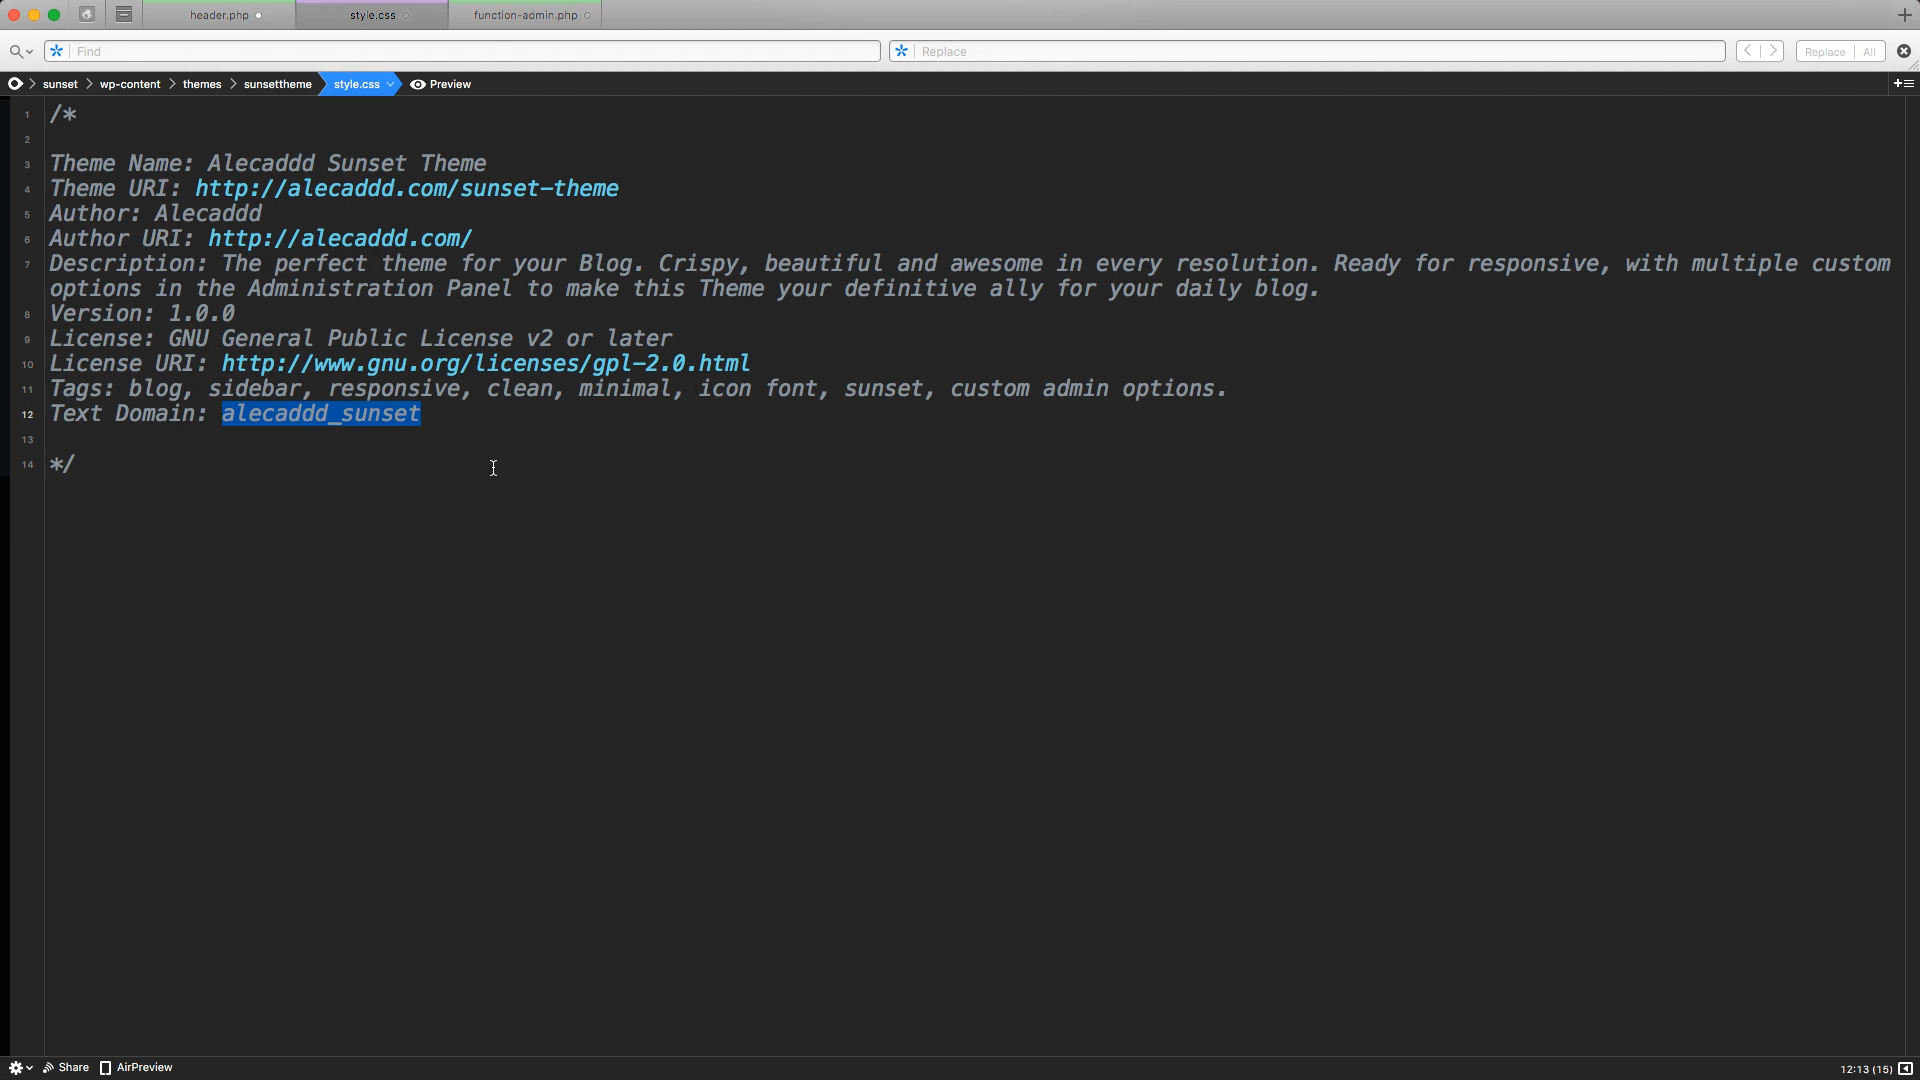 header.php
style.css
function-admin.php
Find
Replace
Replace All
sunset wp-content themes sunsettheme style.css Preview
1 /*
2
3 Theme Name: Alecaddd Sunset Theme
4 Theme URI: http://alecaddd.com/sunset-theme
5 Author: Alecaddd
6 Author URI: http://alecaddd.com/
7 Description: The perfect theme for your Blog. Crispy, beautiful and awesome in every resolution. Ready for responsive, with multiple custom
options in the Administration Panel to make this Theme your definitive ally for your daily blog.
8 Version: 1.0.0
9 License: GNU General Public License v2 or later
10 License URI: http://www.gnu.org/licenses/gpl-2.0.html
11 Tags: blog, sidebar, responsive, clean, minimal, icon font, sunset, custom admin options.
12 Text Domain: alecaddd_sunset
13
14 */
Share AirPreview
12:13 (15)